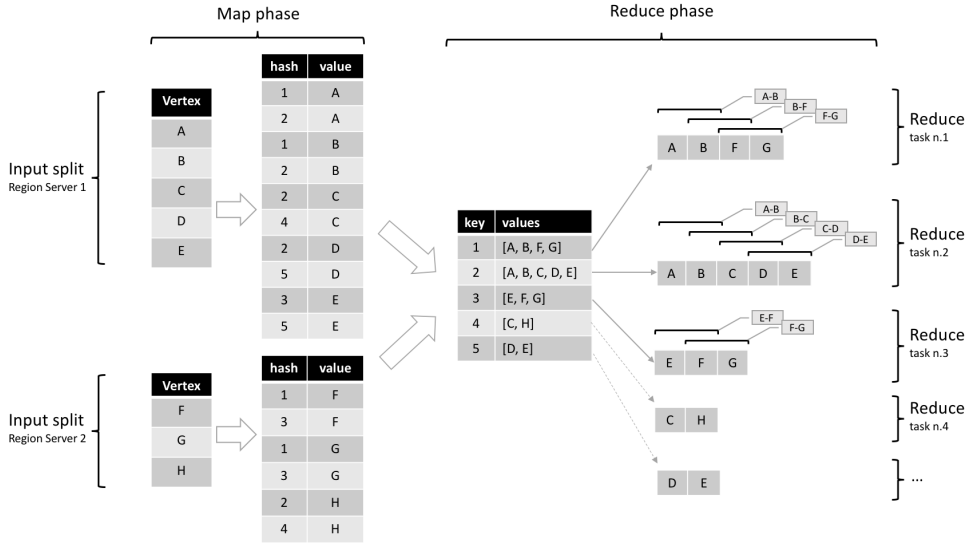 Map phase
Reduce phase
Input split
Region Server 1
Vertex
A
B
C
D
E
hash value
1 A
2 A
1 B
2 B
2 C
4 C
2 D
5 D
3 E
5 E
Input split
Region Server 2
Vertex
F
G
H
hash value
1 F
3 F
1 G
3 G
2 H
4 H
key values
1 [A, B, F, G]
2 [A, B, C, D, E]
3 [E, F, G]
4 [C, H]
5 [D, E]
A-B
B-F
F-G
A B F G
Reduce
task n.1
A-B
B-C
C-D
D-E
A B C D E
Reduce
task n.2
E-F
F-G
E F G
Reduce
task n.3
C H
Reduce
task n.4
D E
...